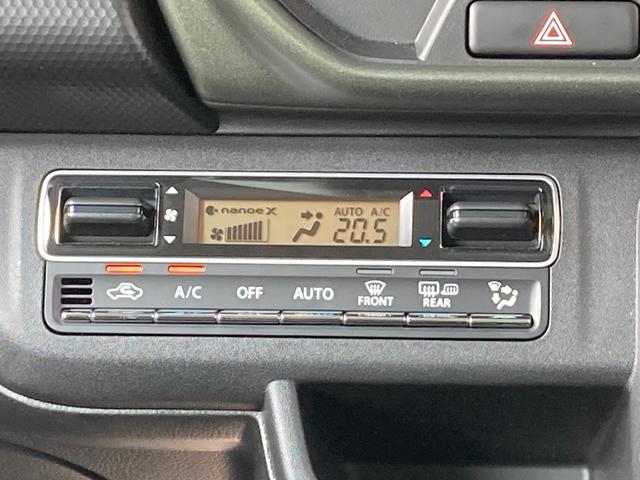 nanoe X
AUTO A/C
20.5
A/C OFF AUTO FRONT REAR